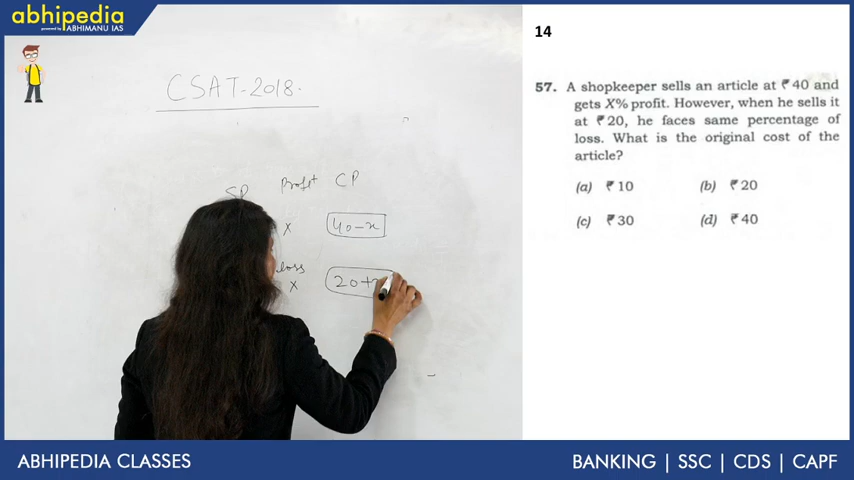 abhipedia
powered by ABHIMANU IAS
CSAT-2018.
SP Profit CP
X 40-x
loss
X 20+
14
57. A shopkeeper sells an article at ₹ 40 and
gets X% profit. However, when he sells it
at ₹ 20, he faces same percentage of
loss. What is the original cost of the
article?
(a) ₹ 10 (b) ₹ 20
(c) ₹ 30 (d) ₹ 40
ABHIPEDIA CLASSES
BANKING | SSC | CDS | CAPF